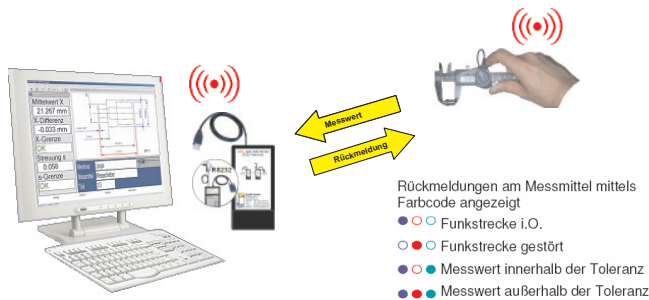 Mittelwert X
21.267 mm
X-Differenz
-0.033 mm
X-Grenze
OK
Streuung s
0.058
s-Grenze
OK
RS232
Messwert
Rückmeldung
Rückmeldungen am Messmittel mittels
Farbcode angezeigt
Funkstrecke i.O.
Funkstrecke gestört
Messwert innerhalb der Toleranz
Messwert außerhalb der Toleranz